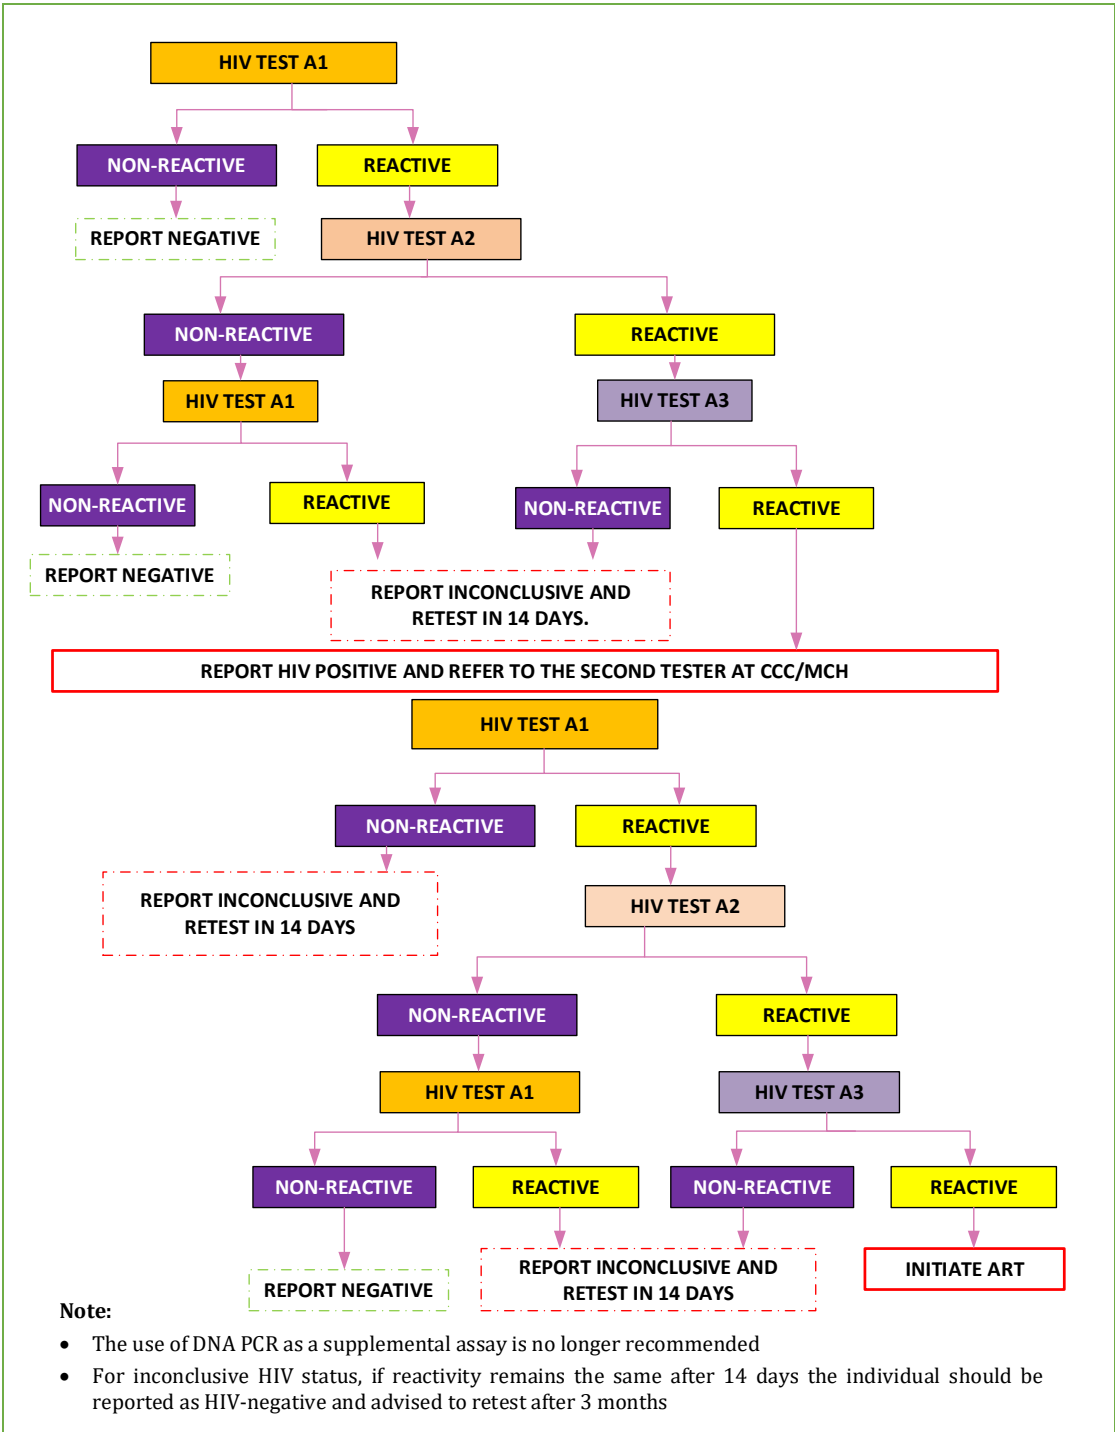 HIV TEST A1
NON-REACTIVE
REACTIVE
REPORT NEGATIVE
HIV TEST A2
NON-REACTIVE
REACTIVE
HIV TEST A1
HIV TEST A3
NON-REACTIVE
REACTIVE
NON-REACTIVE
REACTIVE
REPORT NEGATIVE
REPORT INCONCLUSIVE AND
RETEST IN 14 DAYS.
REPORT HIV POSITIVE AND REFER TO THE SECOND TESTER AT CCC/MCH
HIV TEST A1
NON-REACTIVE
REACTIVE
REPORT INCONCLUSIVE AND
RETEST IN 14 DAYS
HIV TEST A2
NON-REACTIVE
REACTIVE
HIV TEST A1
HIV TEST A3
NON-REACTIVE
REACTIVE
NON-REACTIVE
REACTIVE
REPORT NEGATIVE
REPORT INCONCLUSIVE AND
RETEST IN 14 DAYS
INITIATE ART
Note:
• The use of DNA PCR as a supplemental assay is no longer recommended
• For inconclusive HIV status, if reactivity remains the same after 14 days the individual should be
reported as HIV-negative and advised to retest after 3 months